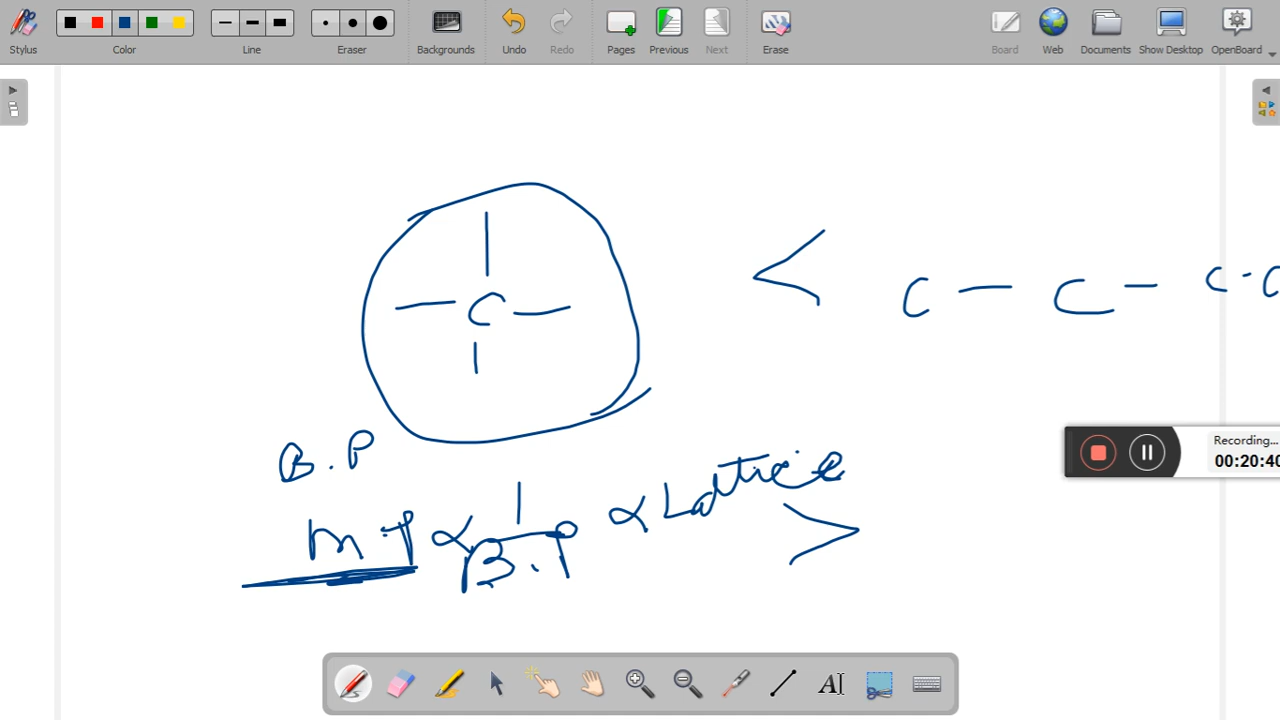 Stylus
Color
Line
Eraser
Backgrounds
Undo
Redo
Pages
Previous
Next
Erase
Board
Web
Documents
Show Desktop
OpenBoard
C < C - C - C - C
Recording...
00:20:40
B.P
M.P ∝ 1/B.P ∝ Lattice
>